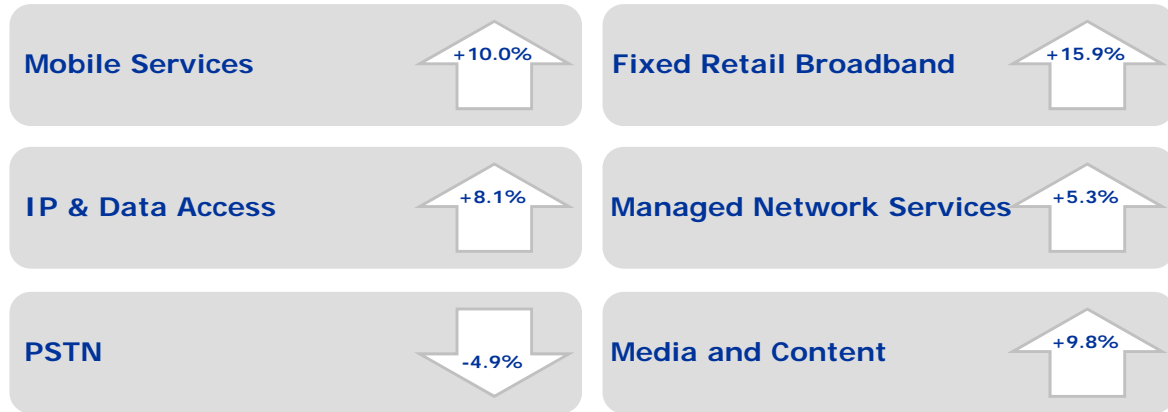 Mobile Services
+10.0%
Fixed Retail Broadband
+15.9%
IP & Data Access
+8.1%
Managed Network Services
+5.3%
PSTN
-4.9%
Media and Content
+9.8%